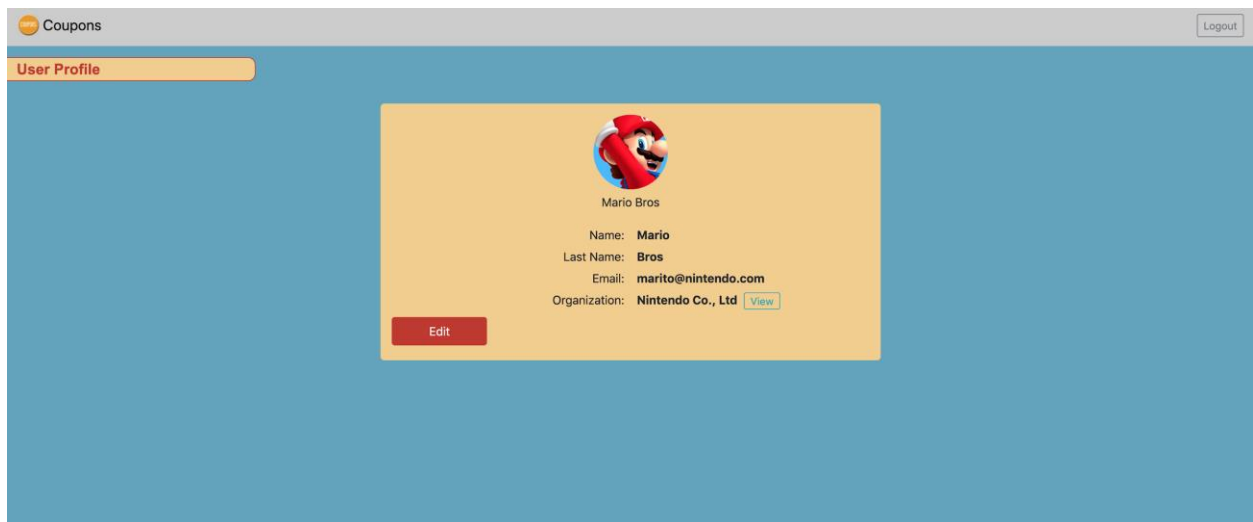 Coupons
Logout
User Profile
Mario Bros
Name: Mario
Last Name: Bros
Email: marito@nintendo.com
Organization: Nintendo Co., Ltd View
Edit